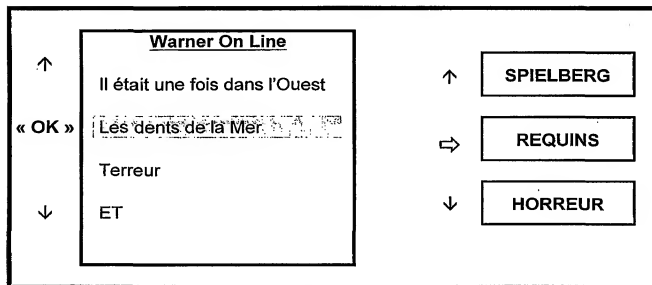 Warner On Line
Il était une fois dans l'Ouest
« OK »
Les dents de la Mer
Terreur
ET
SPIELBERG
REQUINS
HORREUR